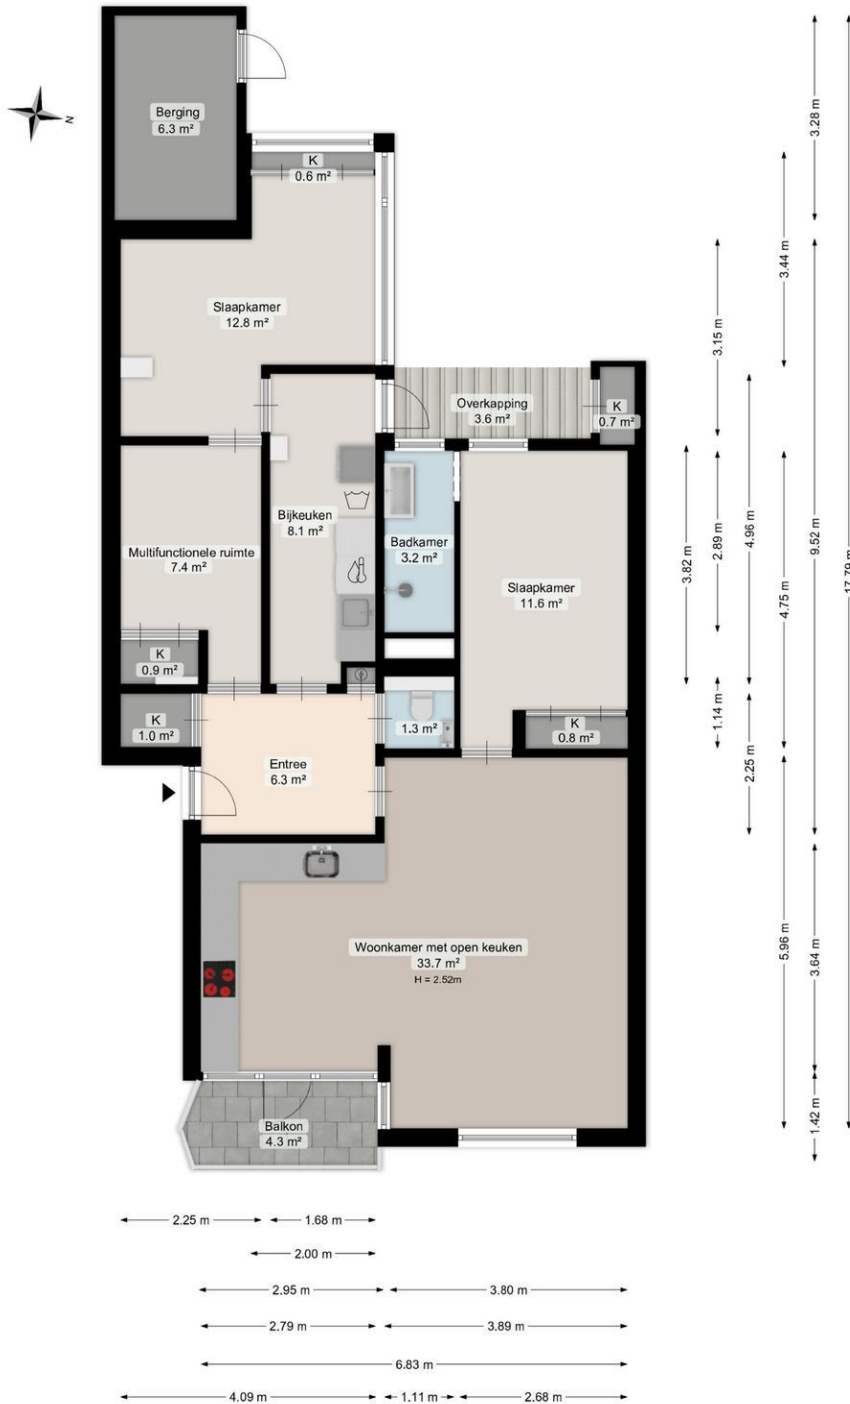 Berging
6.3 m²
N
K
0.6 m²
3.28 m
3.44 m
Slaapkamer
12.8 m²
3.15 m
Overkapping
3.6 m²
K
0.7 m²
Bijkeuken
8.1 m²
Multifunctionele ruimte
7.4 m²
Badkamer
3.2 m²
Slaapkamer
11.6 m²
3.82 m
2.89 m
4.96 m
4.75 m
9.52 m
17.79 m
K
0.9 m²
K
1.0 m²
1.3 m²
K
0.8 m²
1.14 m
2.25 m
Entree
6.3 m²
Woonkamer met open keuken
33.7 m²
H = 2.52m
5.96 m
3.64 m
Balkon
4.3 m²
1.42 m
2.25 m
1.68 m
2.00 m
2.95 m
3.80 m
2.79 m
3.89 m
6.83 m
4.09 m
1.11 m
2.68 m